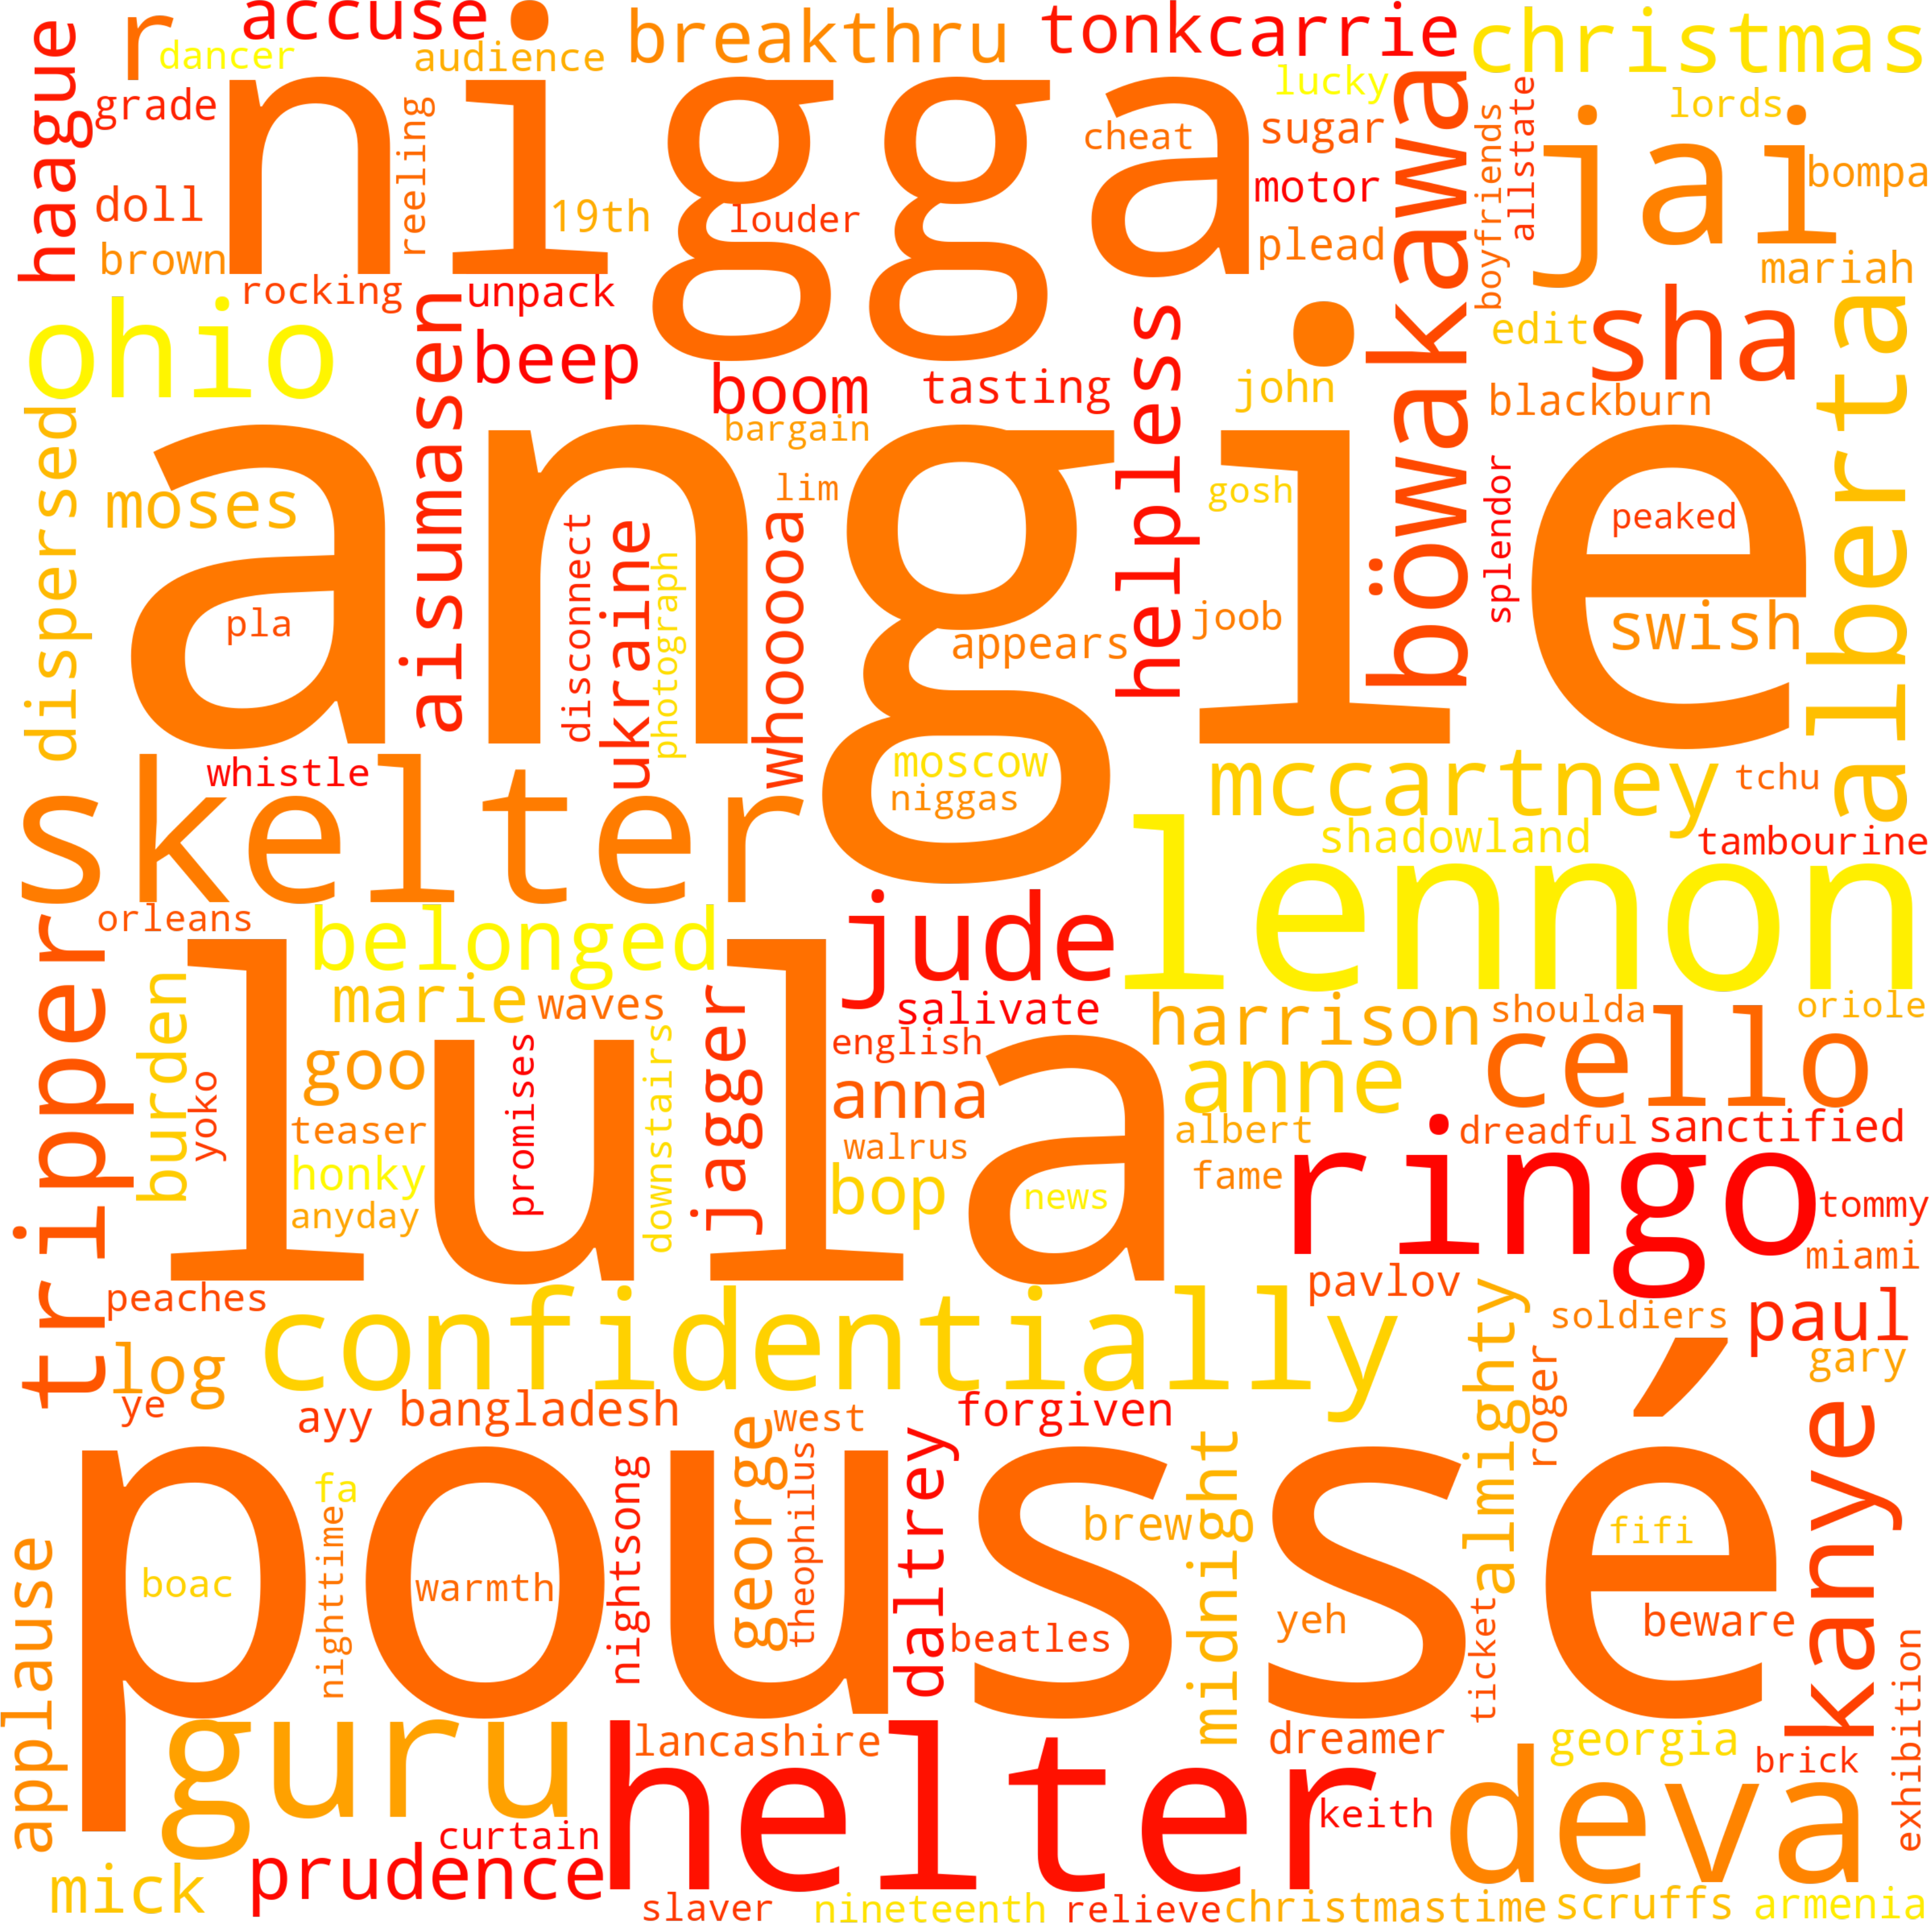 accuse
r
dancer
audience
breakthru
tonk
carrie
christmas
haague
grade
nigga
lucky
lords
cheat
sugar
bowakawa
böwakawa
boyfriends
allstate
jai
bompa
doll
reeling
19th
louder
motor
brown
plead
mariah
rocking
unpack
ohio
aisumasen
beep
boom
tasting
helpless
john
edit
sha
alberta
blackburn
bargain
dispersed
moses
angie
lim
gosh
splendor
peaked
pla
disconnect
ukraine
photograph
whooooa
appears
joob
swish
whistle
moscow
niggas
mccartney
tchu
skelter
shadowland
tambourine
lennon
orleans
belonged
jude
tripper
burden
marie
waves
salivate
harrison
shoulda
oriole
lula
goo
promises
downstairs
jagger
english
anna
anne
cello
yoko
teaser
walrus
albert
dreadful
sanctified
honky
bop
news
fame
ringo
tommy
anyday
miami
peaches
confidentially
pavlov
almighty
soldiers
paul
log
gary
roger
ye
ayy
bangladesh
west
forgiven
kanye
pousse
poussé
fa
nighttime
nightsong
george
theophilus
daltrey
brew
midnight
fifi
applause
boac
warmth
beatles
yeh
ticket
beware
exhibition
guru
lancashire
dreamer
georgia
brick
helter
deva
keith
curtain
prudence
mick
slaver
nineteenth
relieve
christmastime
scruffs
armenia